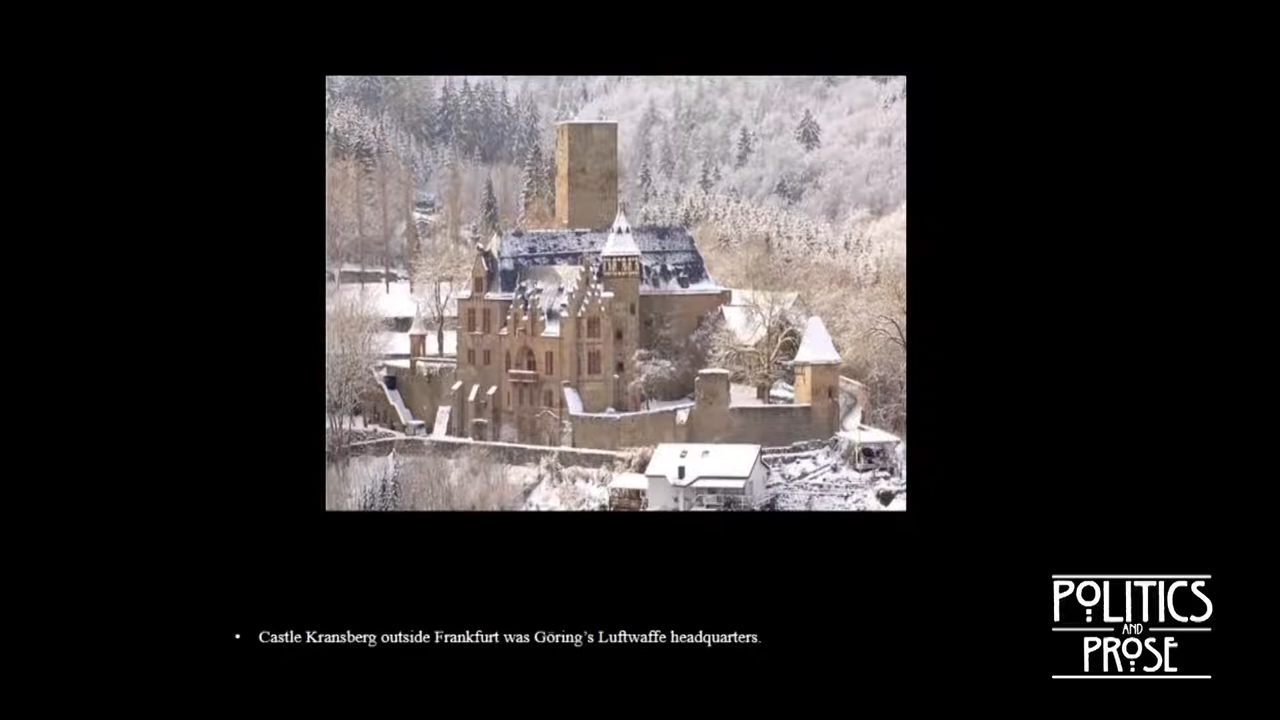 • Castle Kransberg outside Frankfurt was Göring’s Luftwaffe headquarters.
POLITICS
AND
PROSE